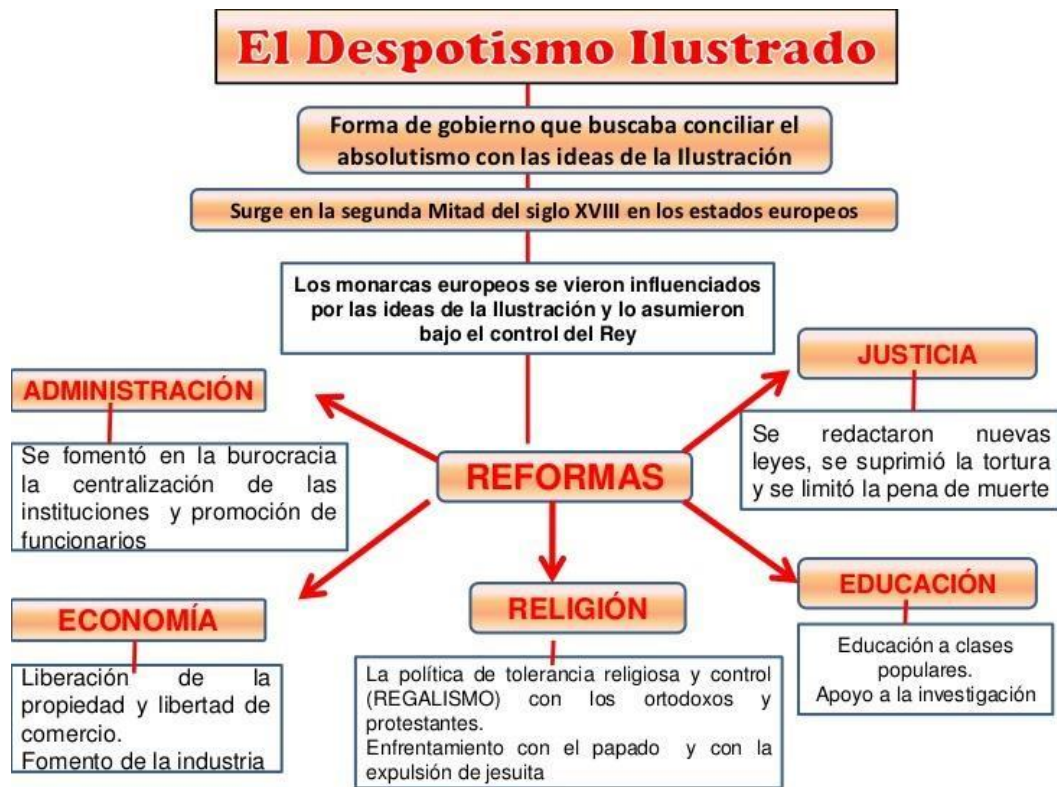 El Despotismo Ilustrado
Forma de gobierno que buscaba conciliar el
absolutismo con las ideas de la Ilustración
Surge en la segunda Mitad del siglo XVIII en los estados europeos
Los monarcas europeos se vieron influenciados
por las ideas de la Ilustración y lo asumieron
bajo el control del Rey
REFORMAS
ADMINISTRACIÓN
Se fomentó en la burocracia
la centralización de las
instituciones y promoción de
funcionarios
JUSTICIA
Se redactaron nuevas
leyes, se suprimió la tortura
y se limitó la pena de muerte
ECONOMÍA
Liberación de la
propiedad y libertad de
comercio.
Fomento de la industria
RELIGIÓN
La política de tolerancia religiosa y control
(REGALISMO) con los ortodoxos y
protestantes.
Enfrentamiento con el papado y con la
expulsión de jesuita
EDUCACIÓN
Educación a clases
populares.
Apoyo a la investigación